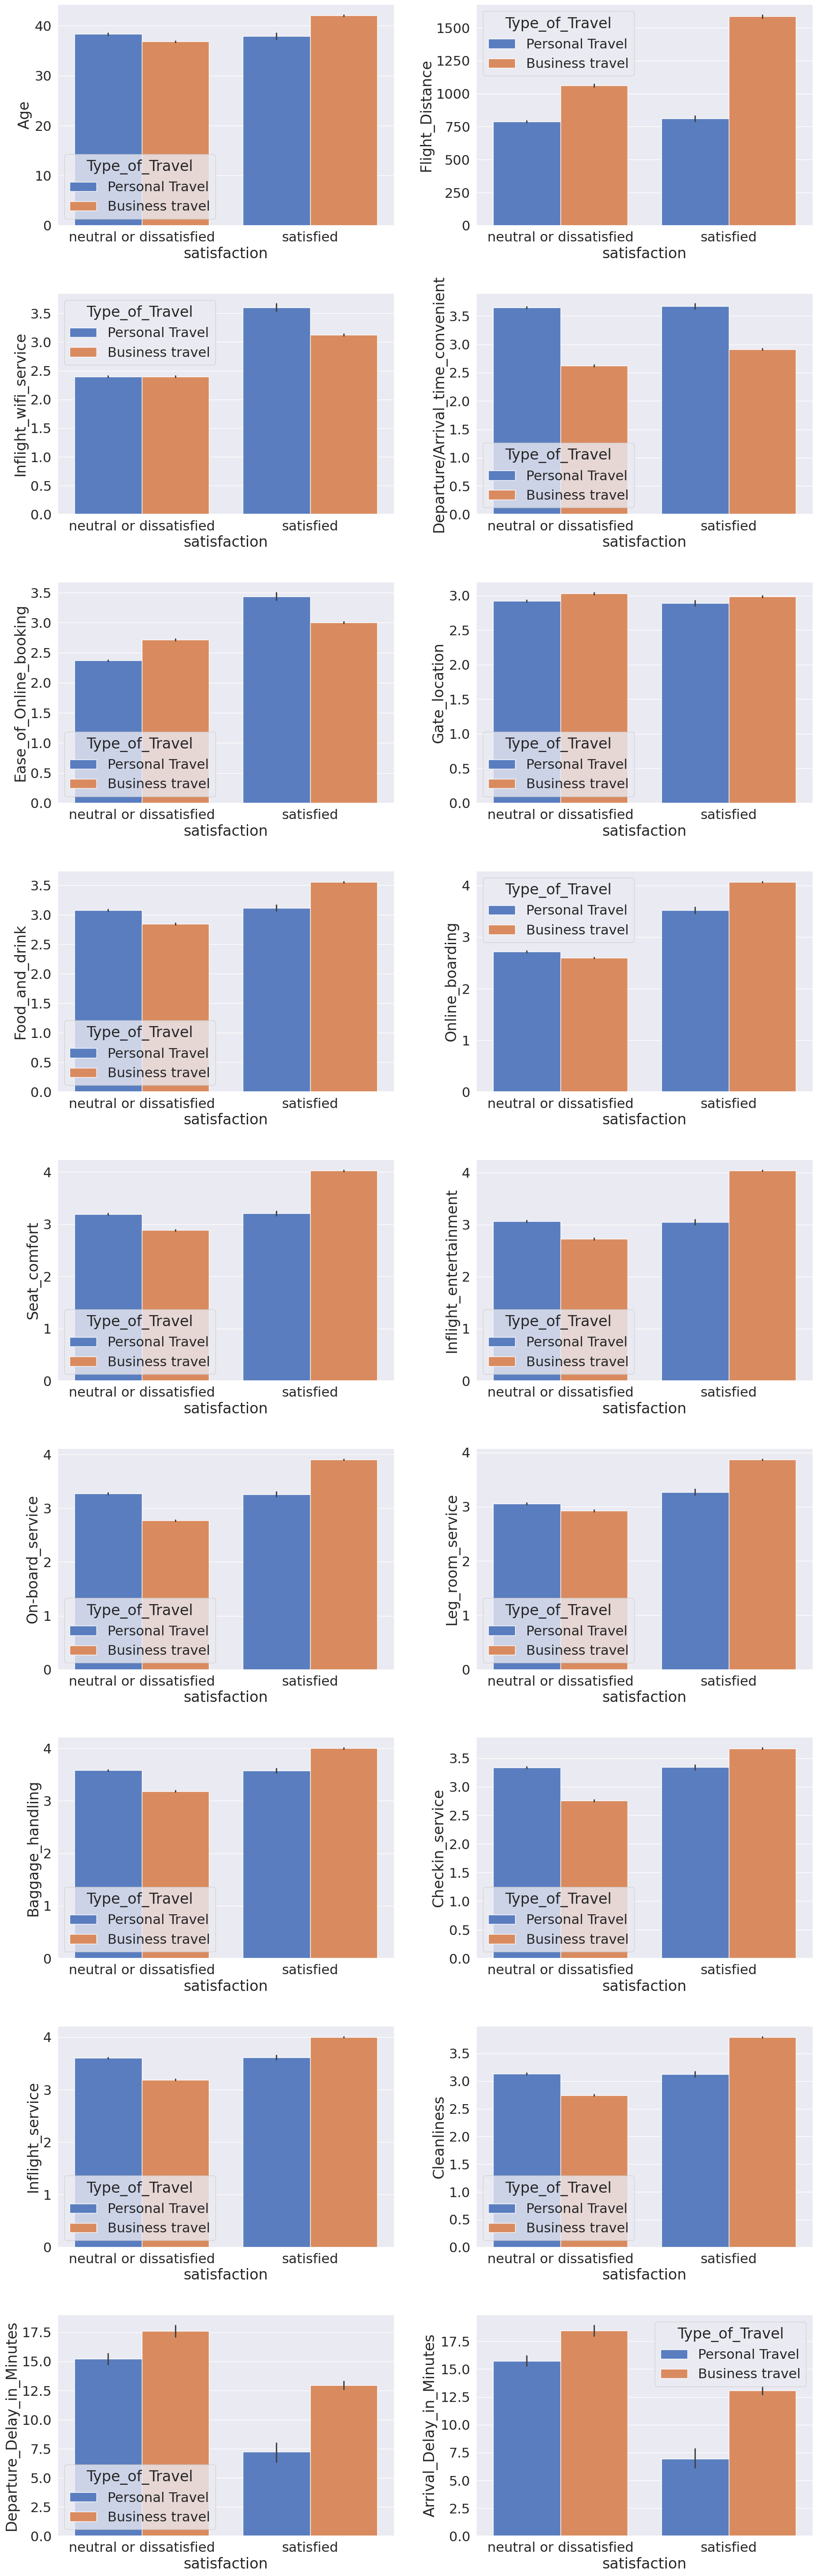 Age
40
30
20
10
0
Type_of_Travel
Personal Travel
Business travel
neutral or dissatisfied satisfied
satisfaction
Flight_Distance
1500
1250
1000
750
500
250
0
Type_of_Travel
Personal Travel
Business travel
neutral or dissatisfied satisfied
satisfaction
Inflight_wifi_service
3.5
3.0
2.5
2.0
1.5
1.0
0.5
0.0
Type_of_Travel
Personal Travel
Business travel
neutral or dissatisfied satisfied
satisfaction
Departure/Arrival_time_convenient
3.5
3.0
2.5
2.0
1.5
1.0
0.5
0.0
Type_of_Travel
Personal Travel
Business travel
neutral or dissatisfied satisfied
satisfaction
Ease_of_Online_booking
3.5
3.0
2.5
2.0
1.5
1.0
0.5
0.0
Type_of_Travel
Personal Travel
Business travel
neutral or dissatisfied satisfied
satisfaction
Gate_location
3.0
2.5
2.0
1.5
1.0
0.5
0.0
Type_of_Travel
Personal Travel
Business travel
neutral or dissatisfied satisfied
satisfaction
Food_and_drink
3.5
3.0
2.5
2.0
1.5
1.0
0.5
0.0
Type_of_Travel
Personal Travel
Business travel
neutral or dissatisfied satisfied
satisfaction
Online_boarding
4
3
2
1
0
Type_of_Travel
Personal Travel
Business travel
neutral or dissatisfied satisfied
satisfaction
Seat_comfort
4
3
2
1
0
Type_of_Travel
Personal Travel
Business travel
neutral or dissatisfied satisfied
satisfaction
Inflight_entertainment
4
3
2
1
0
Type_of_Travel
Personal Travel
Business travel
neutral or dissatisfied satisfied
satisfaction
On-board_service
4
3
2
1
0
Type_of_Travel
Personal Travel
Business travel
neutral or dissatisfied satisfied
satisfaction
Leg_room_service
4
3
2
1
0
Type_of_Travel
Personal Travel
Business travel
neutral or dissatisfied satisfied
satisfaction
Baggage_handling
4
3
2
1
0
Type_of_Travel
Personal Travel
Business travel
neutral or dissatisfied satisfied
satisfaction
Checkin_service
3.5
3.0
2.5
2.0
1.5
1.0
0.5
0.0
Type_of_Travel
Personal Travel
Business travel
neutral or dissatisfied satisfied
satisfaction
Inflight_service
4
3
2
1
0
Type_of_Travel
Personal Travel
Business travel
neutral or dissatisfied satisfied
satisfaction
Cleanliness
3.5
3.0
2.5
2.0
1.5
1.0
0.5
0.0
Type_of_Travel
Personal Travel
Business travel
neutral or dissatisfied satisfied
satisfaction
Departure_Delay_in_Minutes
17.5
15.0
12.5
10.0
7.5
5.0
2.5
0.0
Type_of_Travel
Personal Travel
Business travel
neutral or dissatisfied satisfied
satisfaction
Arrival_Delay_in_Minutes
17.5
15.0
12.5
10.0
7.5
5.0
2.5
0.0
Type_of_Travel
Personal Travel
Business travel
neutral or dissatisfied satisfied
satisfaction